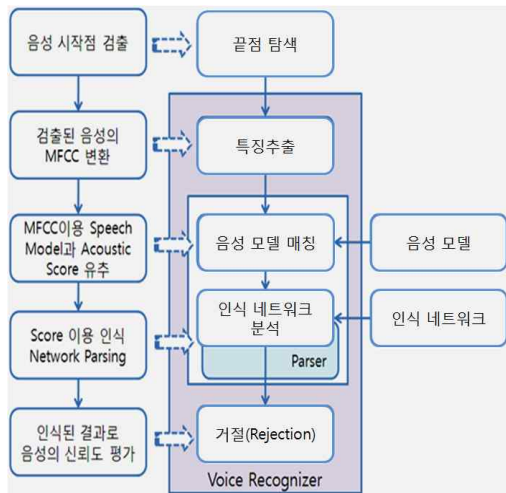 음성 시작점 검출
끝점 탐색
검출된 음성의
MFCC 변환
특징추출
MFCC이용 Speech
Model과 Acoustic
Score 유추
음성 모델 매칭
음성 모델
Score 이용 인식
Network Parsing
인식 네트워크
분석
인식 네트워크
Parser
인식된 결과로
음성의 신뢰도 평가
거절(Rejection)
Voice Recognizer